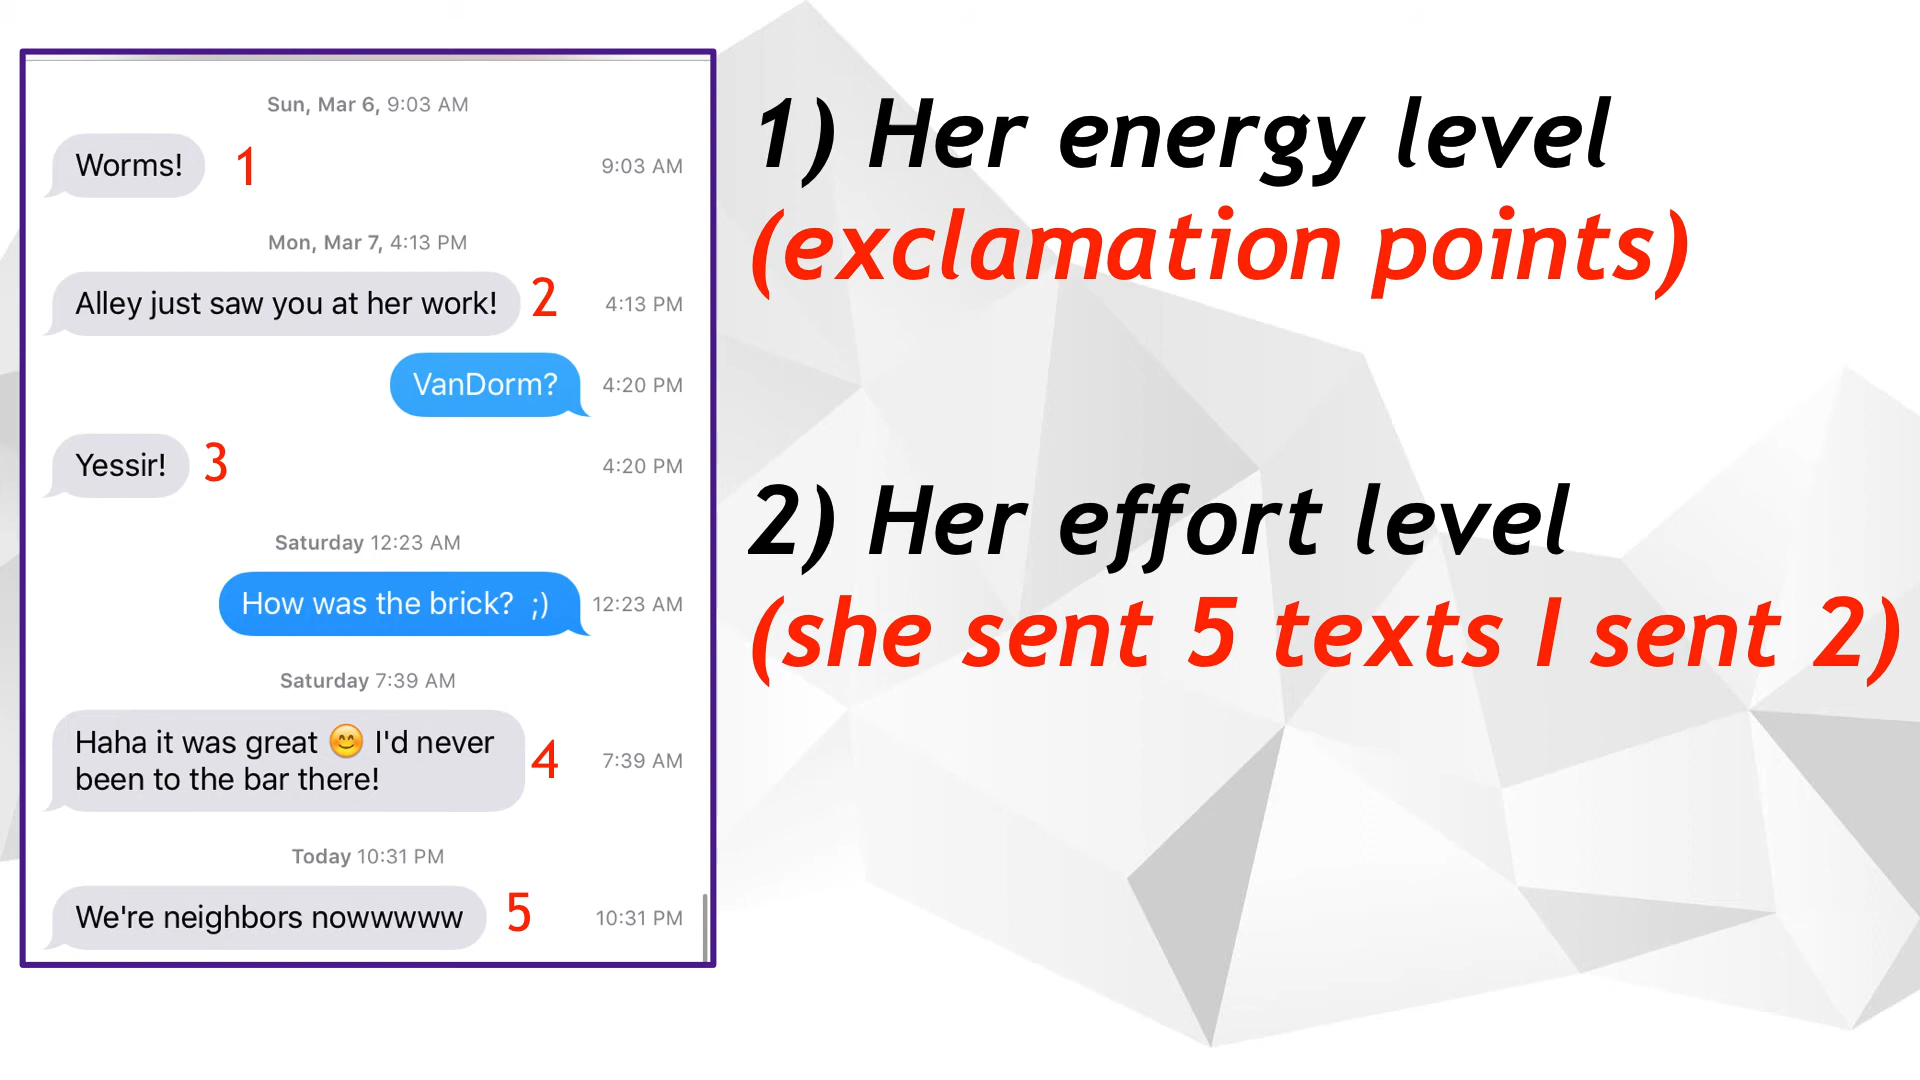 Sun, Mar 6, 9:03 AM
Worms! 1 9:03 AM
Mon, Mar 7, 4:13 PM
Alley just saw you at her work! 2 4:13 PM
VanDorm? 4:20 PM
Yessir! 3 4:20 PM
Saturday 12:23 AM
How was the brick? ;) 12:23 AM
Saturday 7:39 AM
Haha it was great 😊 I'd never
been to the bar there! 4 7:39 AM
Today 10:31 PM
We're neighbors nowwwww 5 10:31 PM
1) Her energy level
(exclamation points)
2) Her effort level
(she sent 5 texts I sent 2)